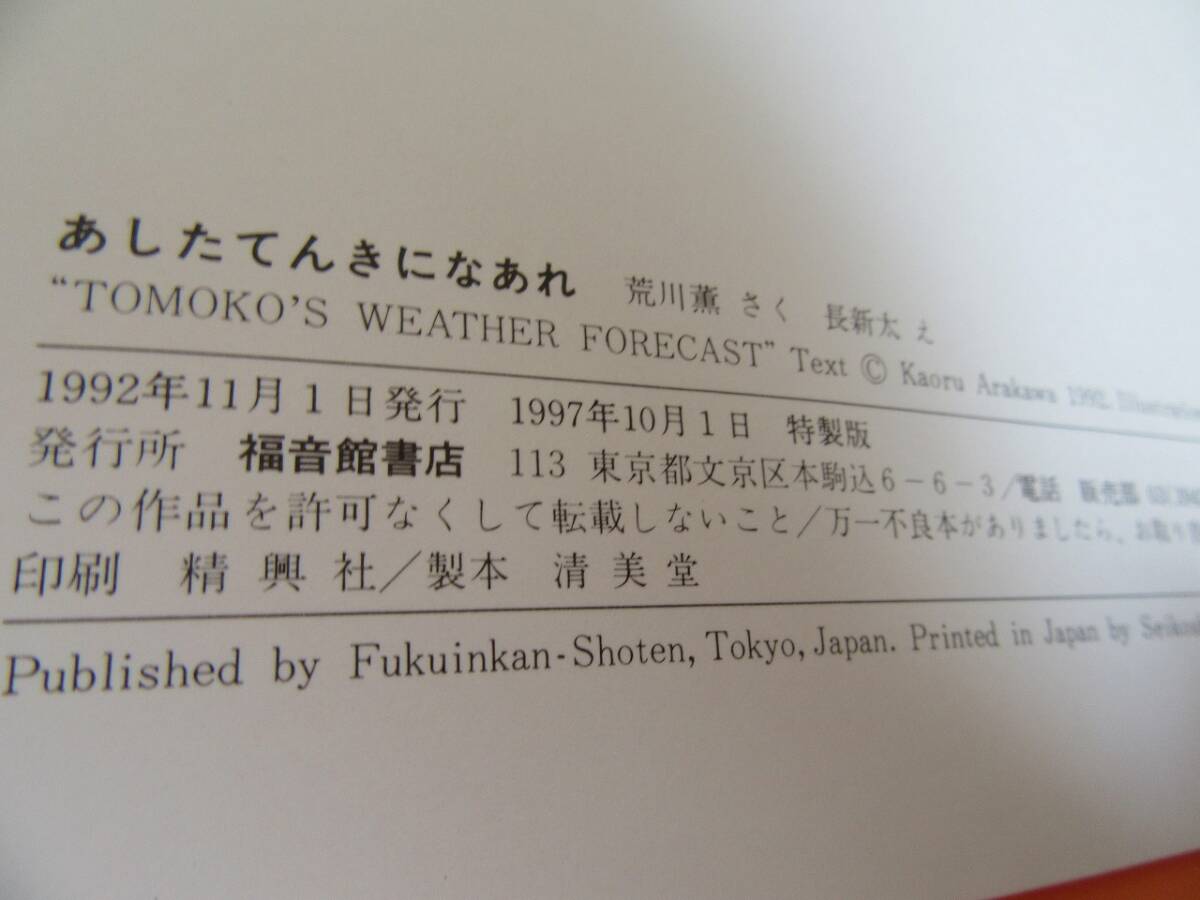 あしたてんきになあれ 荒川薫 さく 長新太 え
“TOMOKO'S WEATHER FORECAST” Text © Kaoru Arakawa 1992. Illustration
1992年11月1日発行 1997年10月1日 特製版
発行所 福音館書店 113 東京都文京区本駒込6-6-3/電話 販売部
この作品を許可なくして転載しないこと/万一不良本がありましたら、お取り
印刷 精興社/製本 清美堂
Published by Fukuinkan-Shoten, Tokyo, Japan. Printed in Japan by